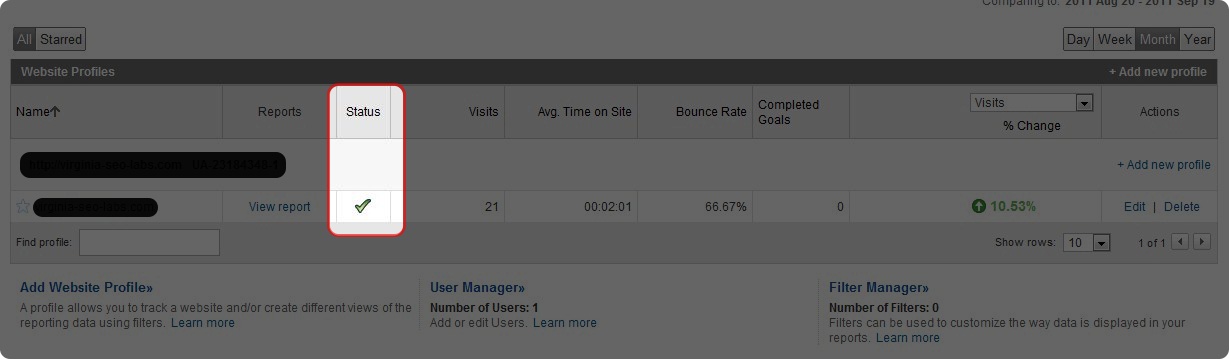 Comparing to: 2011 Aug 20 - 2011 Sep 19
All Starred Day Week Month Year
Website Profiles + Add new profile
Name Reports Status Visits Avg. Time on Site Bounce Rate Completed Goals Visits % Change Actions
+ Add new profile
View report 21 00:02:01 66.67% 0 10.53% Edit | Delete
Find profile: Show rows: 10 1 of 1
Add Website Profile» User Manager» Filter Manager»
A profile allows you to track a website and/or create different views of the Number of Users: 1 Number of Filters: 0
reporting data using filters. Learn more Add or edit Users. Learn more Filters can be used to customize the way data is displayed in your
reports. Learn more